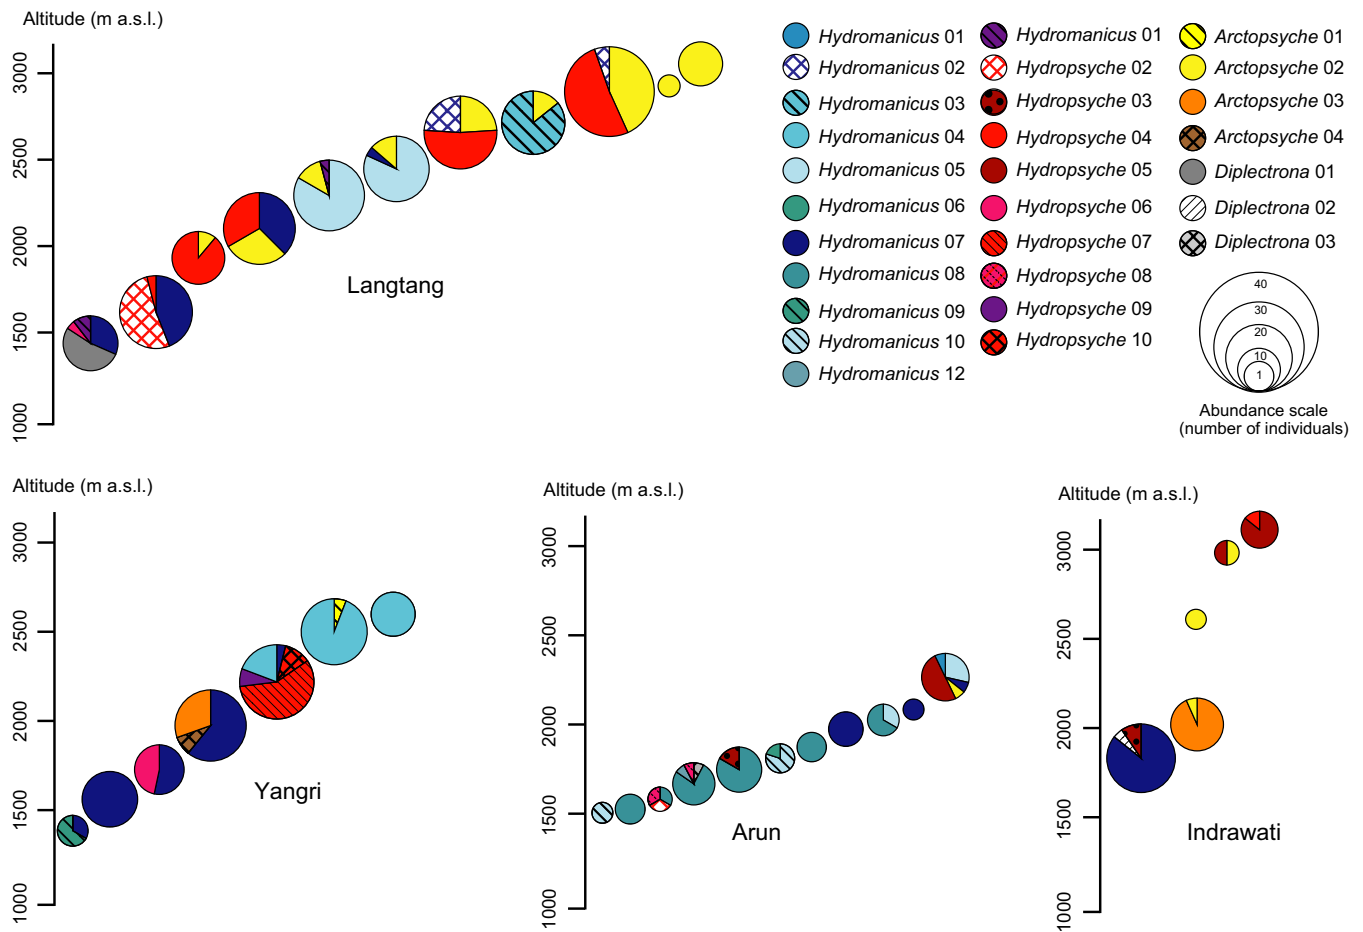 Altitude (m a.s.l.)
3000
2500
2000
1500
1000
Langtang
Hydromanicus 01
Hydromanicus 02
Hydromanicus 03
Hydromanicus 04
Hydromanicus 05
Hydromanicus 06
Hydromanicus 07
Hydromanicus 08
Hydromanicus 09
Hydromanicus 10
Hydromanicus 12
Hydromanicus 01
Hydropsyche 02
Hydropsyche 03
Hydropsyche 04
Hydropsyche 05
Hydropsyche 06
Hydropsyche 07
Hydropsyche 08
Hydropsyche 09
Hydropsyche 10
Arctopsyche 01
Arctopsyche 02
Arctopsyche 03
Arctopsyche 04
Diplectrona 01
Diplectrona 02
Diplectrona 03
40
30
20
10
1
Abundance scale
(number of individuals)
Altitude (m a.s.l.)
3000
2500
2000
1500
1000
Yangri
Altitude (m a.s.l.)
3000
2500
2000
1500
1000
Arun
Altitude (m a.s.l.)
3000
2500
2000
1500
1000
Indrawati